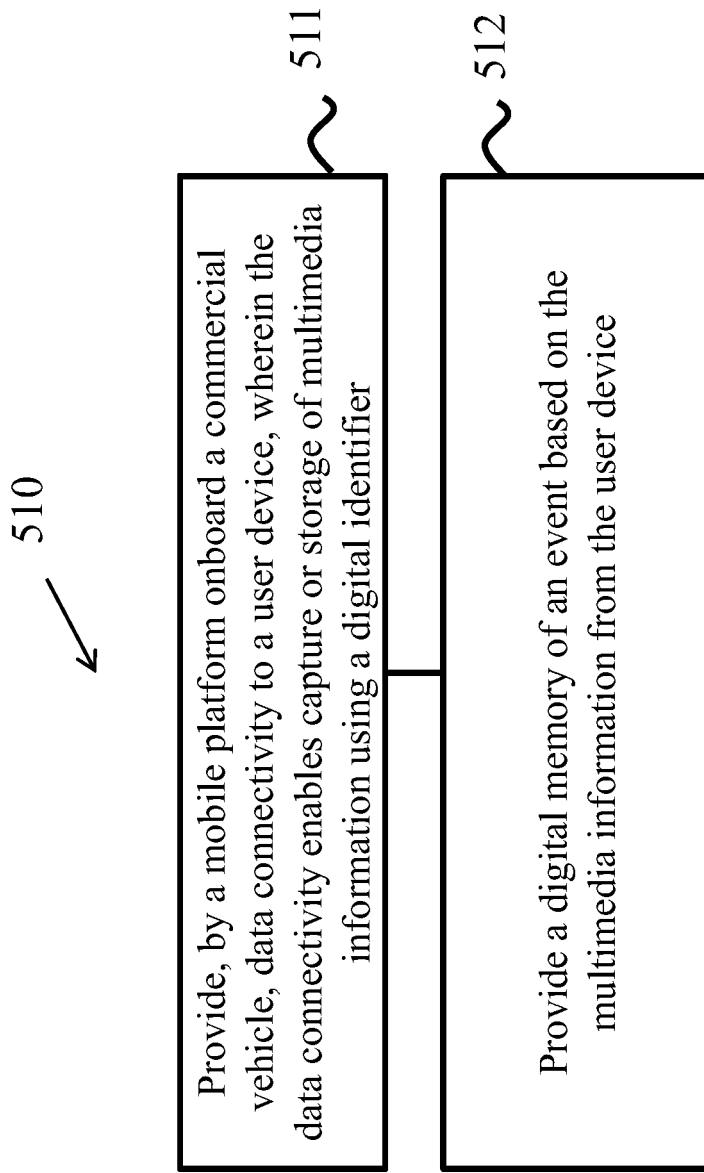 510
Provide, by a mobile platform onboard a commercial
vehicle, data connectivity to a user device, wherein the
data connectivity enables capture or storage of multimedia
information using a digital identifier
511
Provide a digital memory of an event based on the
multimedia information from the user device
512